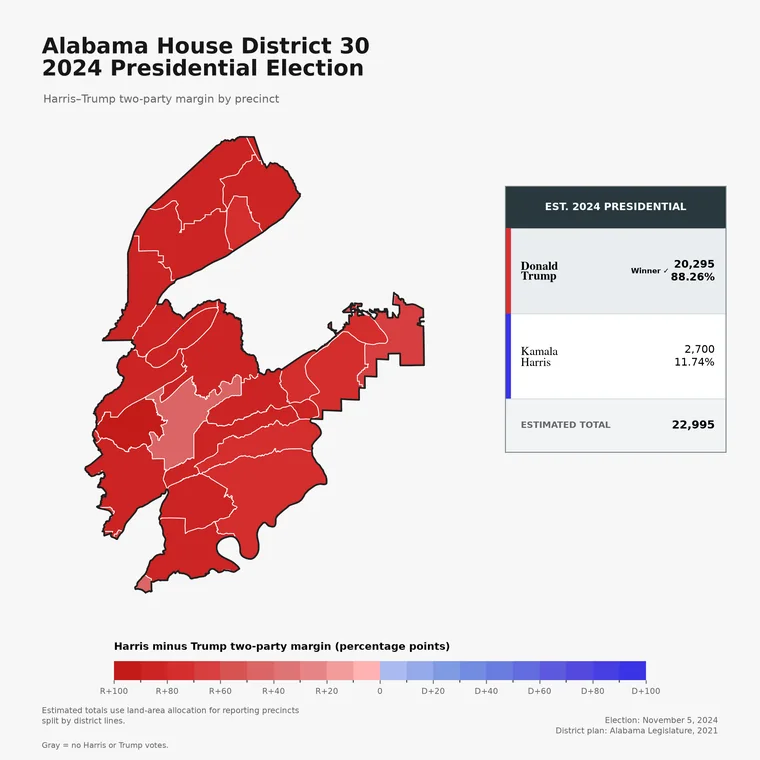 Alabama House District 30
2024 Presidential Election
Harris–Trump two-party margin by precinct
EST. 2024 PRESIDENTIAL
Donald
Trump
Winner ✓ 20,295
88.26%
Kamala
Harris
2,700
11.74%
ESTIMATED TOTAL 22,995
Harris minus Trump two-party margin (percentage points)
R+100 R+80 R+60 R+40 R+20 0 D+20 D+40 D+60 D+80 D+100
Estimated totals use land-area allocation for reporting precincts
split by district lines.
Gray = no Harris or Trump votes.
Election: November 5, 2024
District plan: Alabama Legislature, 2021